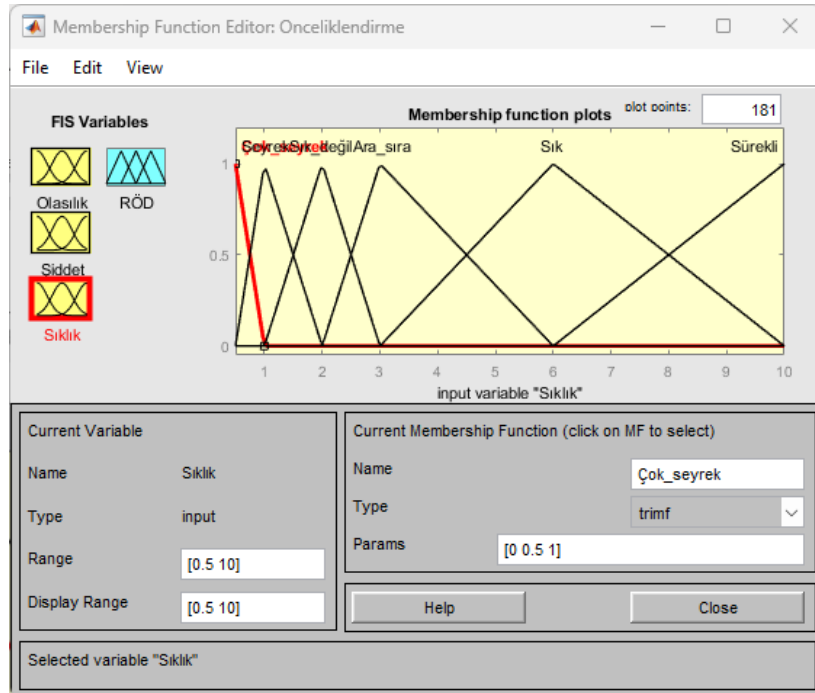 Membership Function Editor: Onceliklendirme
File Edit View
FIS Variables
Olasılık RÖD
Siddet
Sıklık
Membership function plots plot points: 181
Çok_seyrek Seyrek Sık_değil Ara_sıra Sık Sürekli
1
0.5
0
1 2 3 4 5 6 7 8 9 10
input variable "Sıklık"
Current Variable
Name Sıklık
Type input
Range [0.5 10]
Display Range [0.5 10]
Current Membership Function (click on MF to select)
Name Çok_seyrek
Type trimf
Params [0 0.5 1]
Help Close
Selected variable "Sıklık"